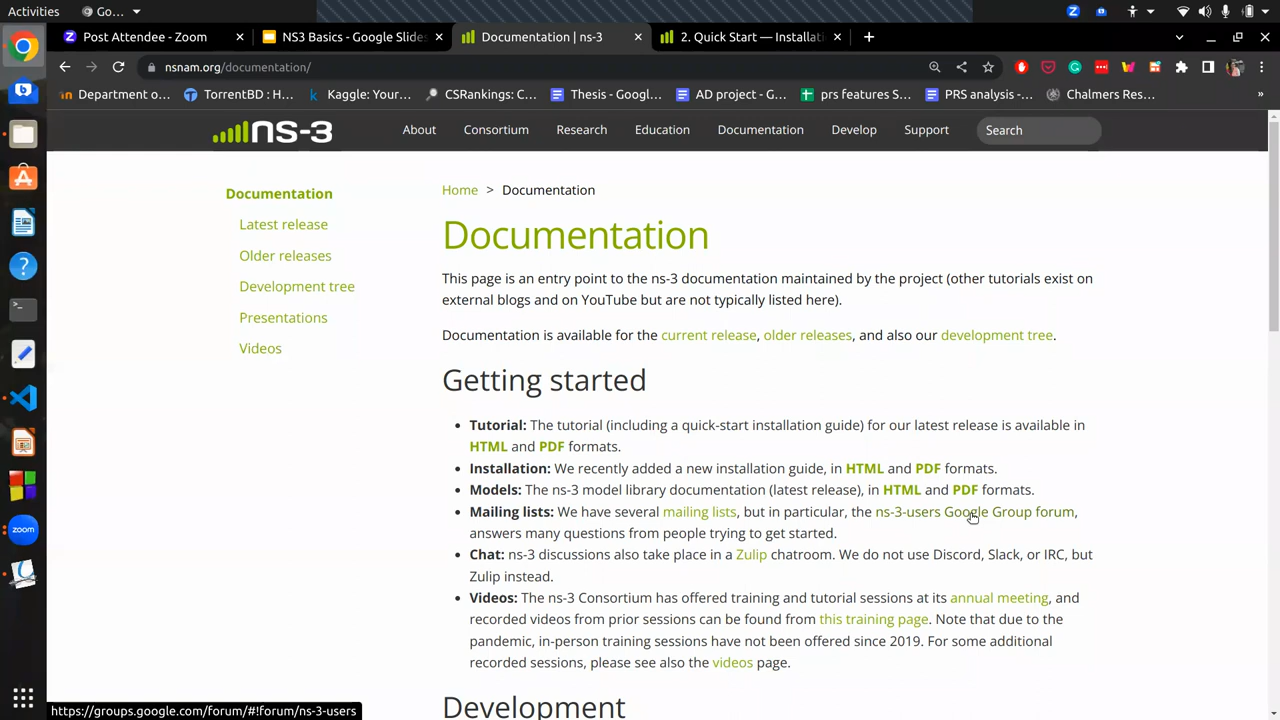 Activities
Go...
Post Attendee - Zoom
NS3 Basics - Google Slides
Documentation | ns-3
2. Quick Start — Installati
nsnam.org/documentation/
Department o...
TorrentBD : H...
Kaggle: Your...
CSRankings: C...
Thesis - Googl...
AD project - G...
prs features S...
PRS analysis -...
Chalmers Res...
»
ns-3
About
Consortium
Research
Education
Documentation
Develop
Support
Search
Documentation
Latest release
Older releases
Development tree
Presentations
Videos
Home > Documentation
Documentation
This page is an entry point to the ns-3 documentation maintained by the project (other tutorials exist on
external blogs and on YouTube but are not typically listed here).
Documentation is available for the current release, older releases, and also our development tree.
Getting started
• Tutorial: The tutorial (including a quick-start installation guide) for our latest release is available in
HTML and PDF formats.
• Installation: We recently added a new installation guide, in HTML and PDF formats.
• Models: The ns-3 model library documentation (latest release), in HTML and PDF formats.
• Mailing lists: We have several mailing lists, but in particular, the ns-3-users Google Group forum,
answers many questions from people trying to get started.
• Chat: ns-3 discussions also take place in a Zulip chatroom. We do not use Discord, Slack, or IRC, but
Zulip instead.
• Videos: The ns-3 Consortium has offered training and tutorial sessions at its annual meeting, and
recorded videos from prior sessions can be found from this training page. Note that due to the
pandemic, in-person training sessions have not been offered since 2019. For some additional
recorded sessions, please see also the videos page.
Development
zoom
https://groups.google.com/forum/#!forum/ns-3-users